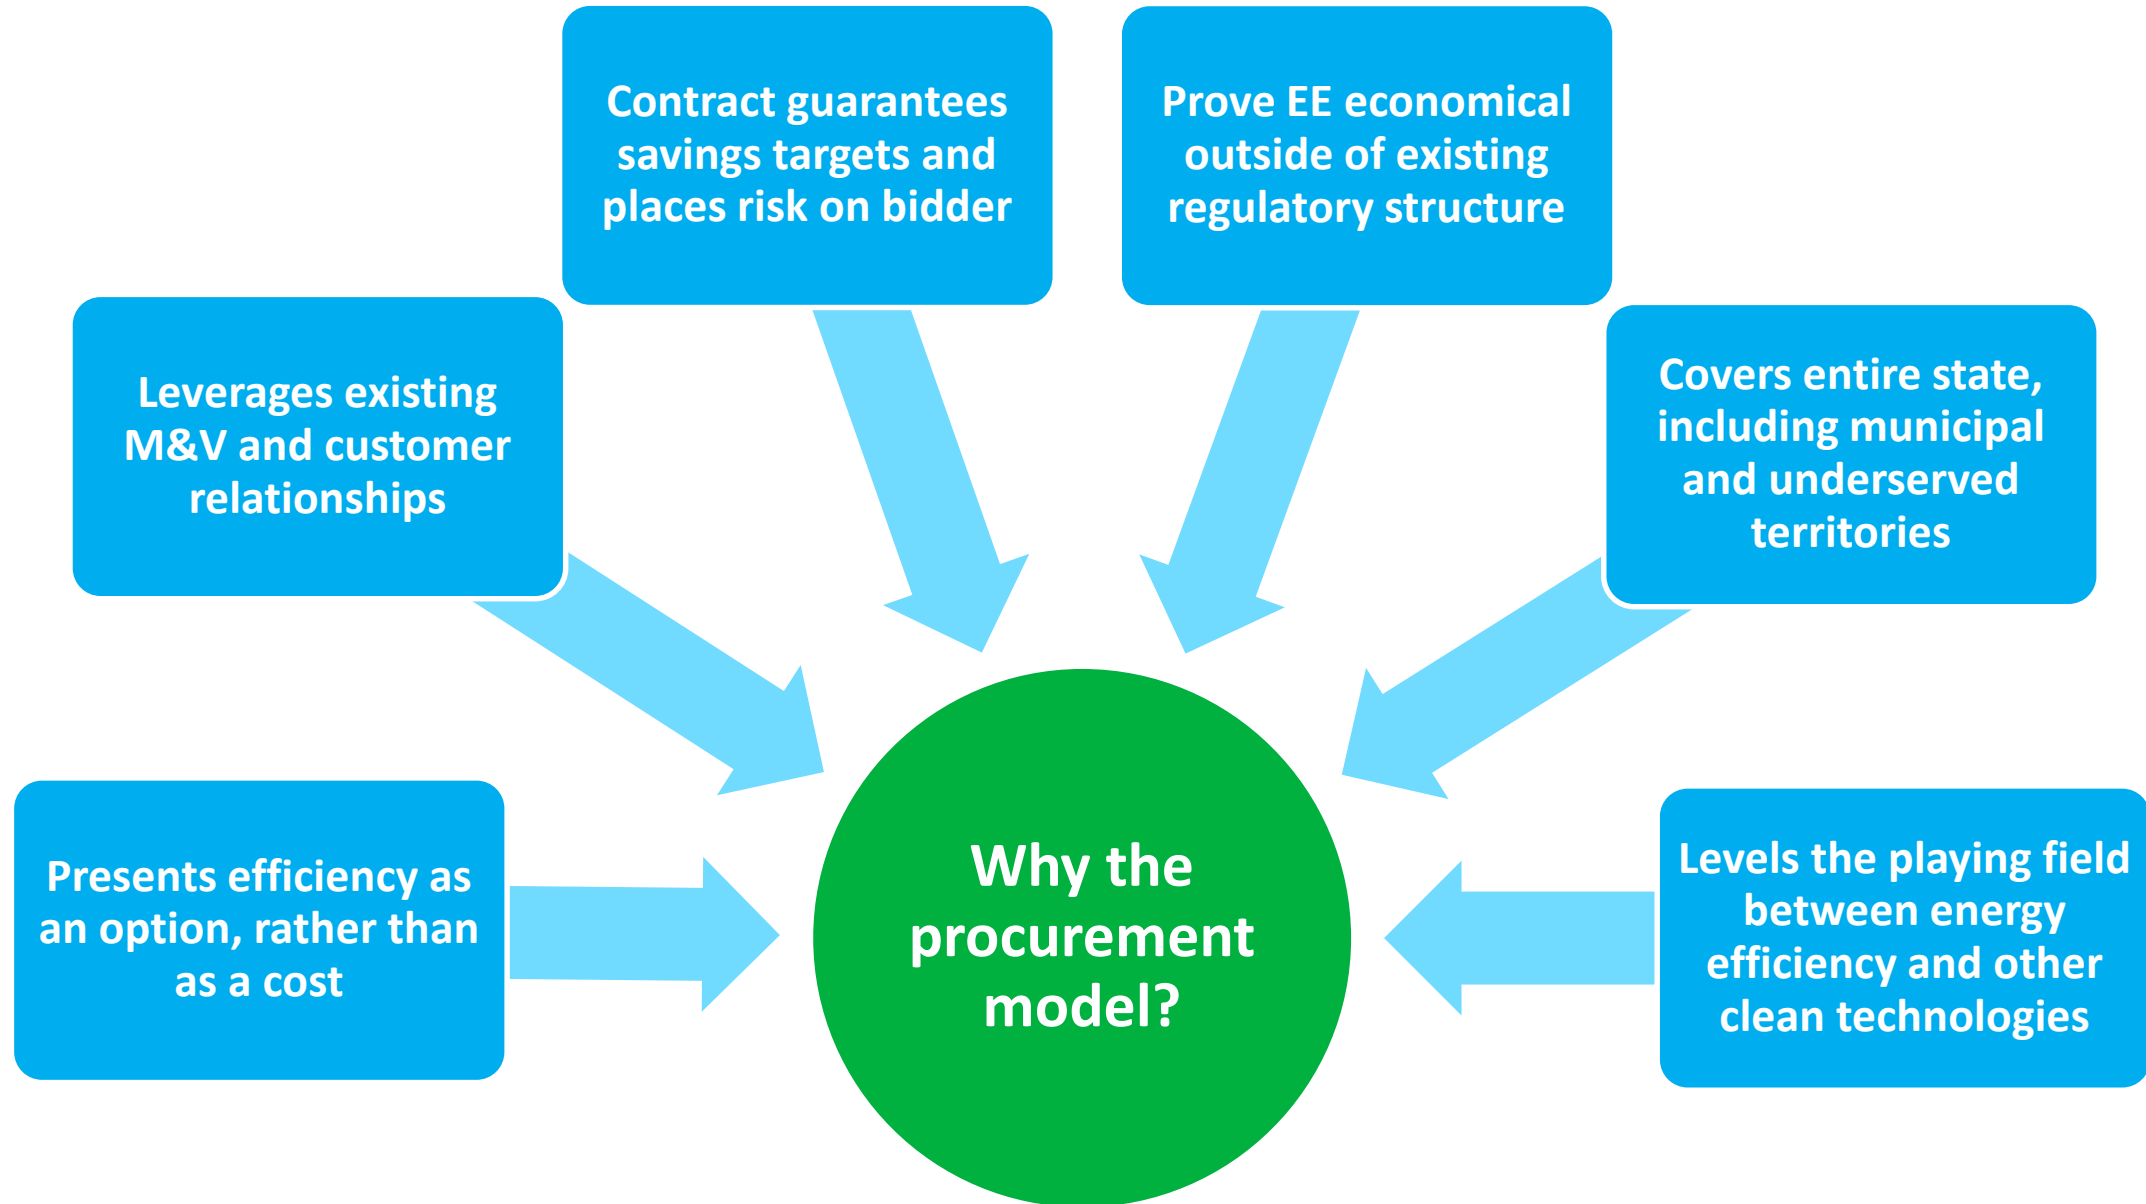 Contract guarantees
savings targets and
places risk on bidder
Prove EE economical
outside of existing
regulatory structure
Leverages existing
M&V and customer
relationships
Covers entire state,
including municipal
and underserved
territories
Presents efficiency as
an option, rather than
as a cost
Why the
procurement
model?
Levels the playing field
between energy
efficiency and other
clean technologies